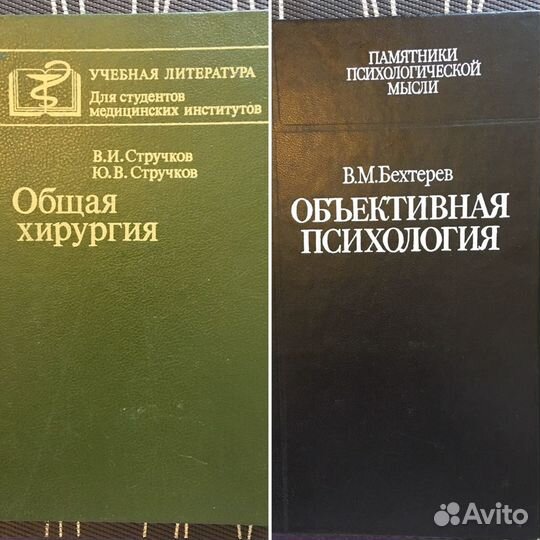 УЧЕБНАЯ ЛИТЕРАТУРА
Для студентов
медицинских институтов
В.И.Стручков
Ю.В.Стручков
Общая
хирургия
ПАМЯТНИКИ
ПСИХОЛОГИЧЕСКОЙ
МЫСЛИ
В.М.Бехтерев
ОБЪЕКТИВНАЯ
ПСИХОЛОГИЯ
Avito